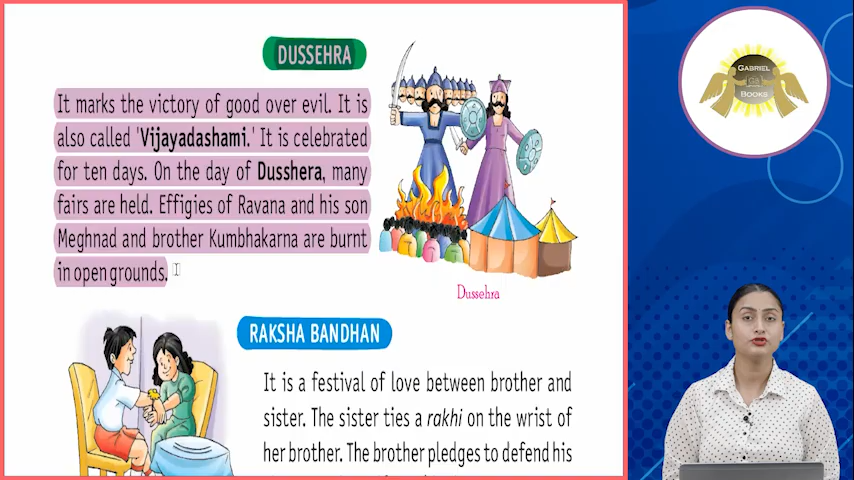 DUSSEHRA
It marks the victory of good over evil. It is
also called 'Vijayadashami.' It is celebrated
for ten days. On the day of Dusshera, many
fairs are held. Effigies of Ravana and his son
Meghnad and brother Kumbhakarna are burnt
in open grounds.
Dussehra
RAKSHA BANDHAN
It is a festival of love between brother and
sister. The sister ties a rakhi on the wrist of
her brother. The brother pledges to defend his
GABRIEL
BOOKS